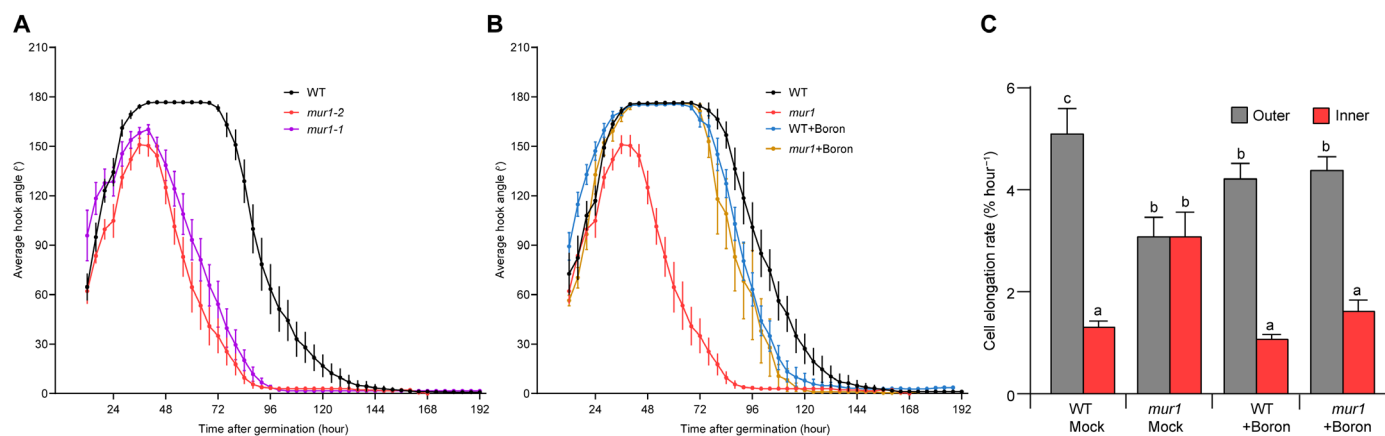 A
210
180
150
120
90
60
30
0
Average hook angle (°)
WT
mur1-2
mur1-1
24 48 72 96 120 144 168 192
Time after germination (hour)
B
210
180
150
120
90
60
30
0
Average hook angle (°)
WT
mur1
WT+Boron
mur1+Boron
24 48 72 96 120 144 168 192
Time after germination (hour)
C
6
4
2
0
Cell elongation rate (% hour⁻¹)
Outer Inner
c a b b b a b a
WT mur1 WT mur1
Mock Mock +Boron +Boron